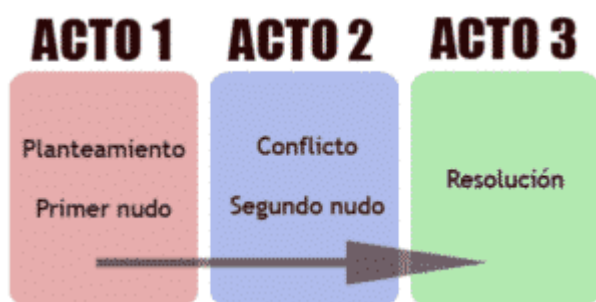 ACTO 1
Planteamiento
Primer nudo
ACTO 2
Conflicto
Segundo nudo
ACTO 3
Resolución